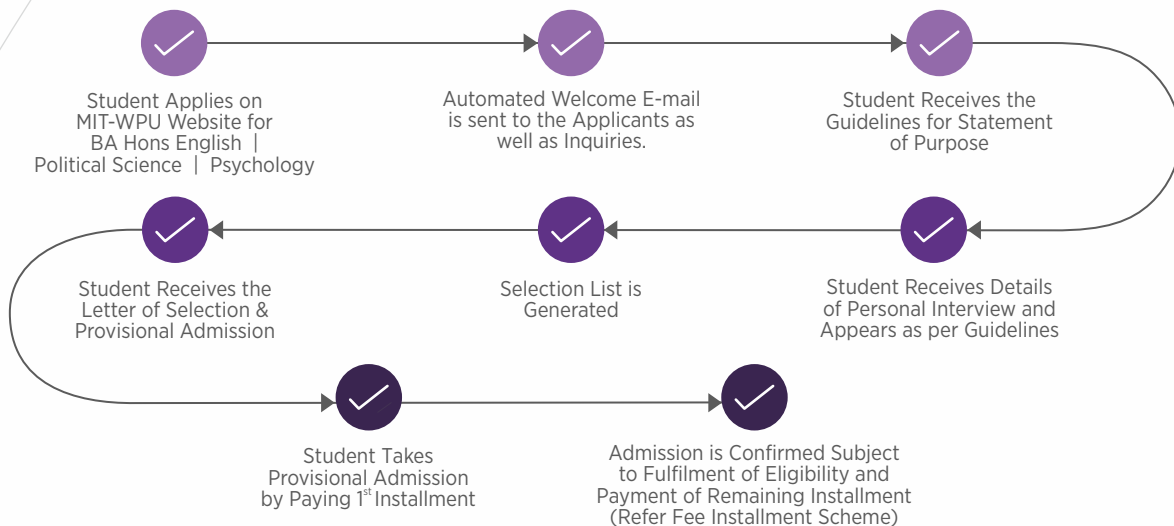 Student Applies on
MIT-WPU Website for
BA Hons English |
Political Science | Psychology
Automated Welcome E-mail
is sent to the Applicants as
well as Inquiries.
Student Receives the
Guidelines for Statement
of Purpose
Student Receives Details
of Personal Interview and
Appears as per Guidelines
Selection List is
Generated
Student Receives the
Letter of Selection &
Provisional Admission
Student Takes
Provisional Admission
by Paying 1st Installment
Admission is Confirmed Subject
to Fulfilment of Eligibility and
Payment of Remaining Installment
(Refer Fee Installment Scheme)